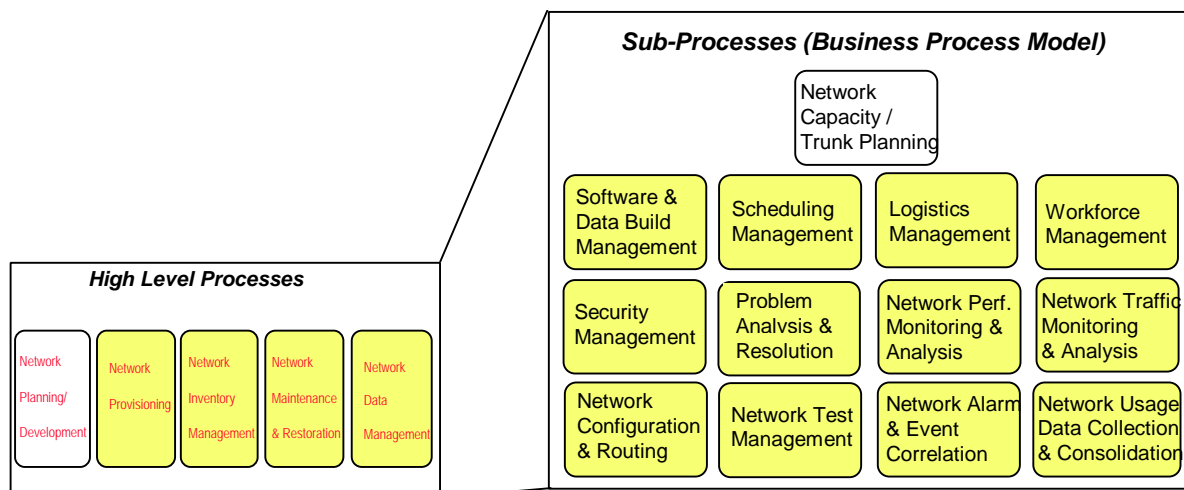 Sub-Processes (Business Process Model)
Network
Capacity /
Trunk Planning
Software &
Data Build
Management
Scheduling
Management
Logistics
Management
Workforce
Management
Security
Management
Problem
Analvsis &
Resolution
Network Perf.
Monitoring &
Analysis
Network Traffic
Monitoring
& Analysis
Network
Configuration
& Routing
Network Test
Management
Network Alarm
& Event
Correlation
Network Usage
Data Collection
& Consolidation
High Level Processes
Network
Planning/
Development
Network
Provisioning
Network
Inventory
Management
Network
Maintenance
& Restoration
Network
Data
Management